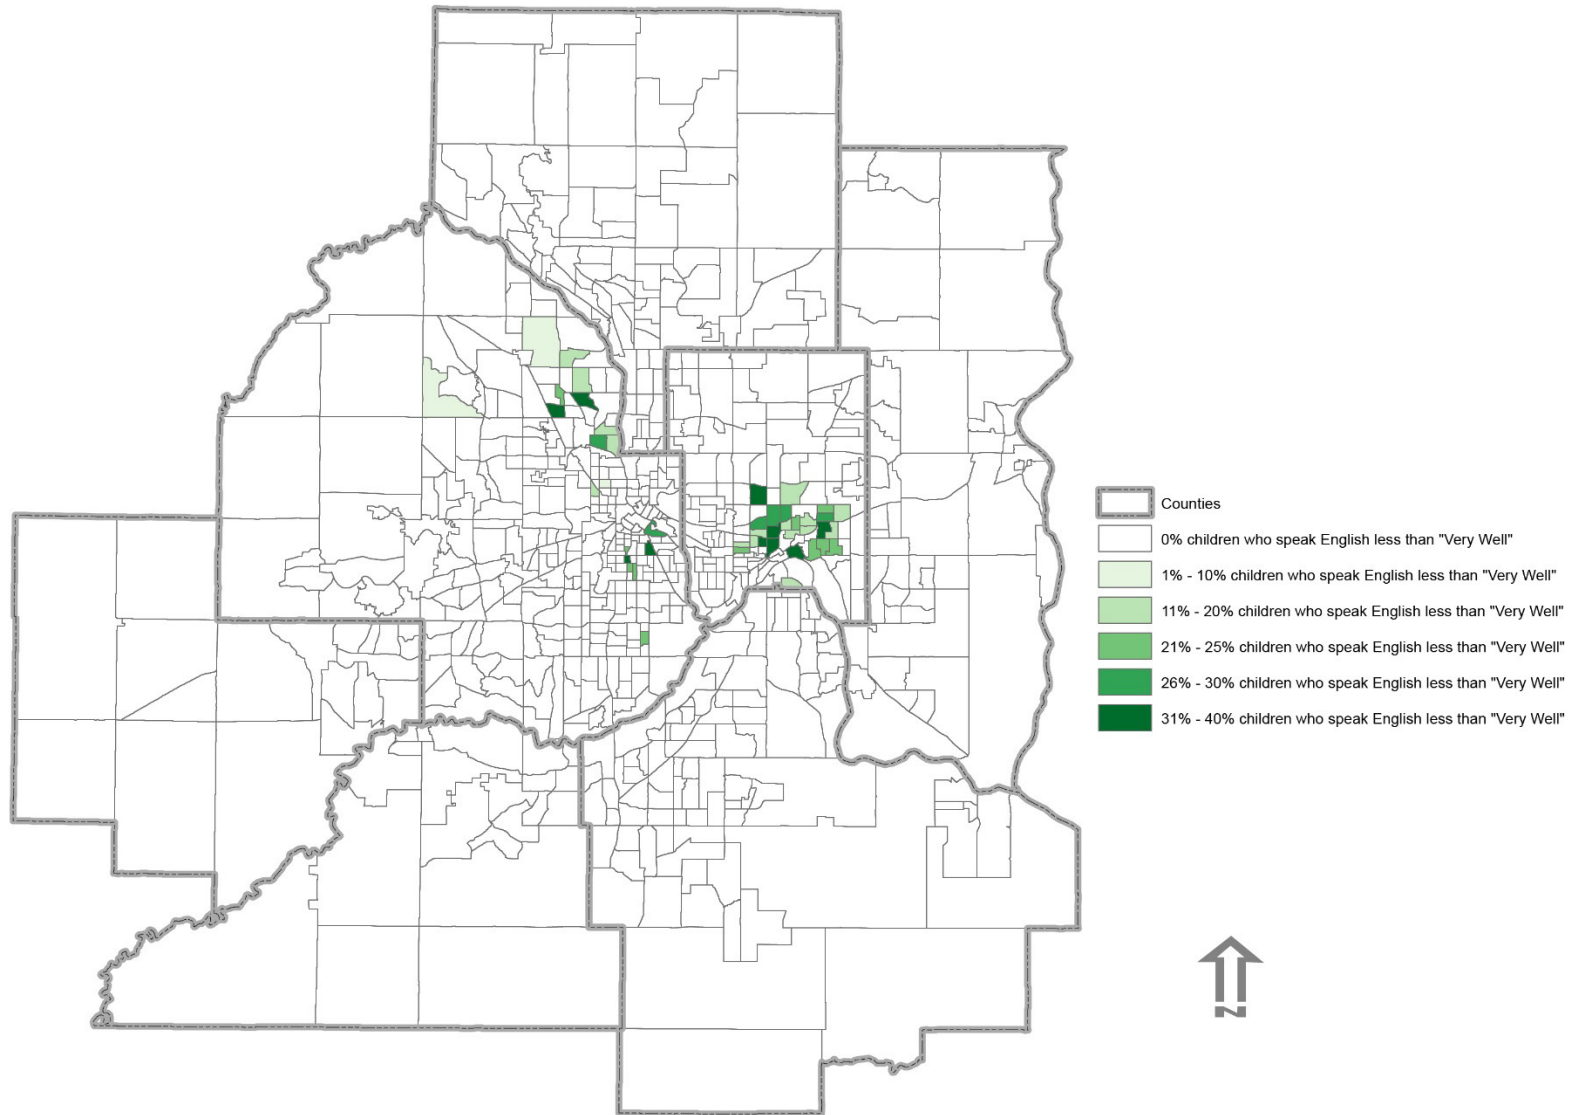 Counties
0% children who speak English less than "Very Well"
1% - 10% children who speak English less than "Very Well"
11% - 20% children who speak English less than "Very Well"
21% - 25% children who speak English less than "Very Well"
26% - 30% children who speak English less than "Very Well"
31% - 40% children who speak English less than "Very Well"
N